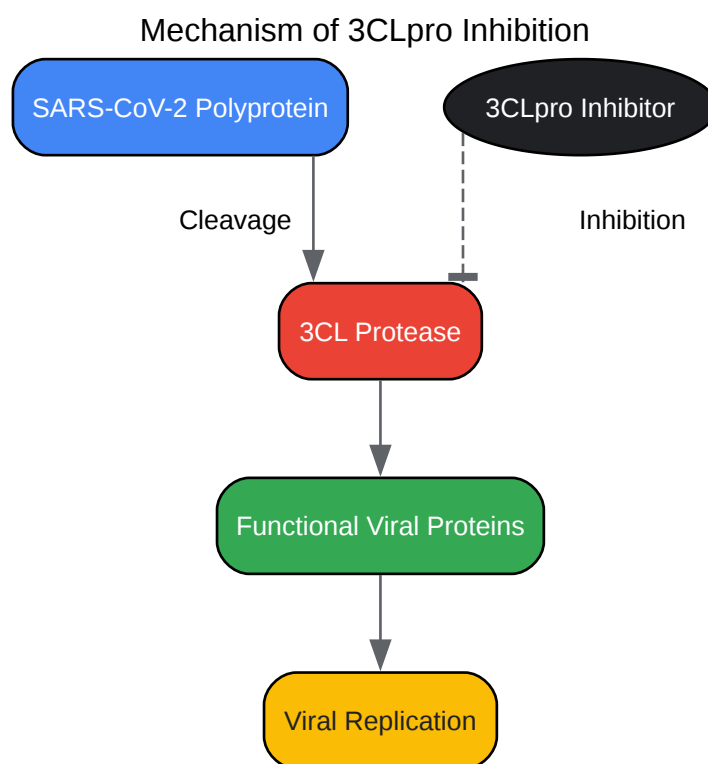 Mechanism of 3CLpro Inhibition
SARS-CoV-2 Polyprotein
3CLpro Inhibitor
Cleavage
Inhibition
3CL Protease
Functional Viral Proteins
Viral Replication